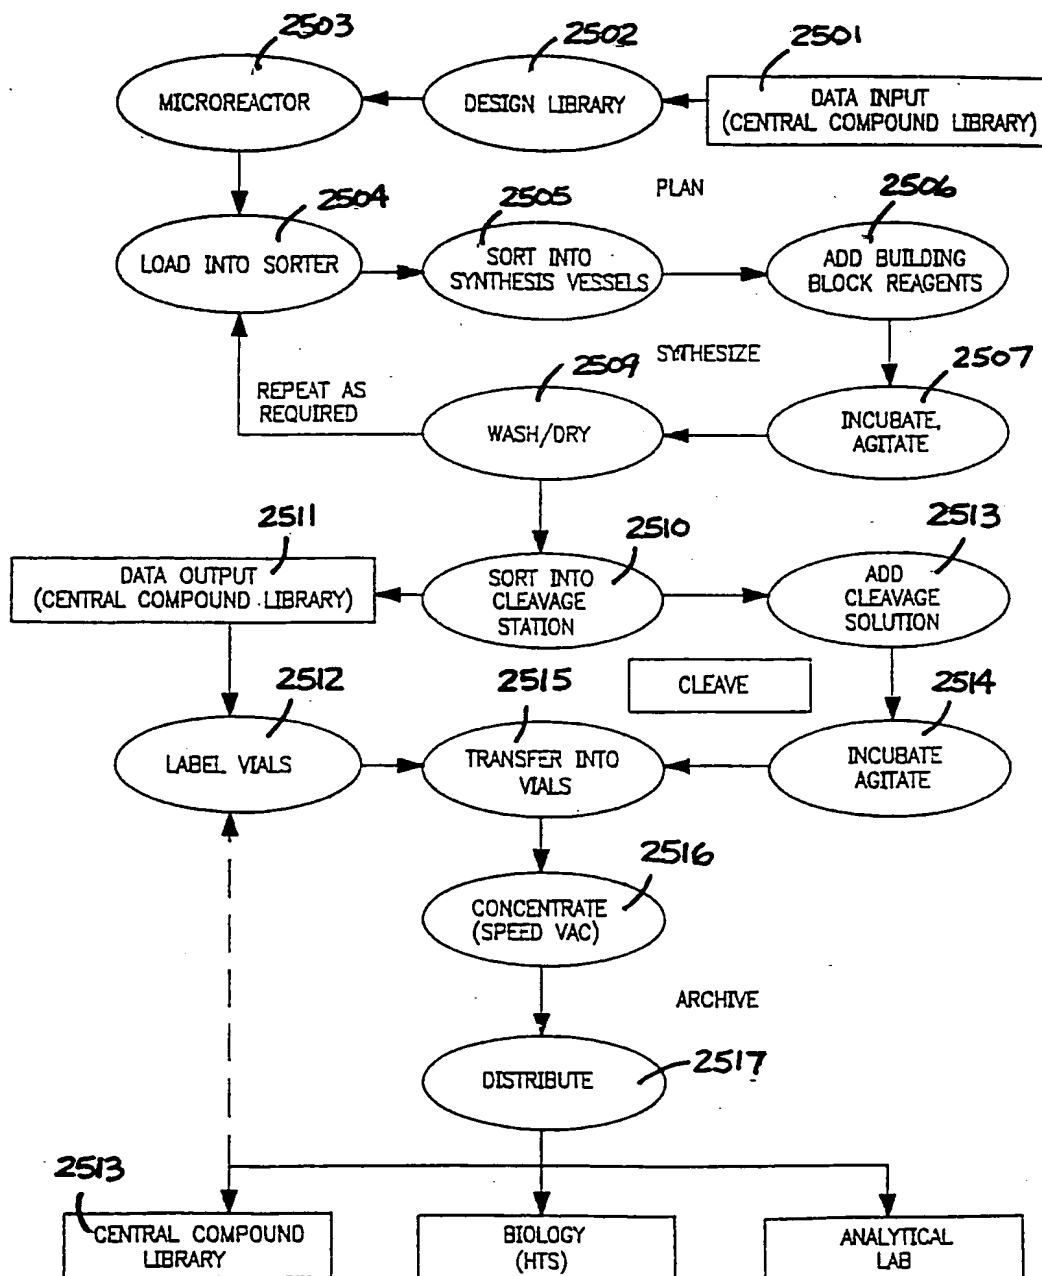 2503
2502
2501
MICROREACTOR
DESIGN LIBRARY
DATA INPUT
(CENTRAL COMPOUND LIBRARY)
PLAN
2504
2505
2506
LOAD INTO SORTER
SORT INTO
SYNTHESIS VESSELS
ADD BUILDING
BLOCK REAGENTS
SYTHESIZE
2509
2507
REPEAT AS
REQUIRED
WASH/DRY
INCUBATE,
AGITATE
2511
2510
2513
DATA OUTPUT
(CENTRAL COMPOUND LIBRARY)
SORT INTO
CLEAVAGE
STATION
ADD
CLEAVAGE
SOLUTION
2512
2515
CLEAVE
2514
LABEL VIALS
TRANSFER INTO
VIALS
INCUBATE
AGITATE
2516
CONCENTRATE
(SPEED VAC)
ARCHIVE
DISTRIBUTE
2517
2513
CENTRAL COMPOUND
LIBRARY
BIOLOGY
(HTS)
ANALYTICAL
LAB